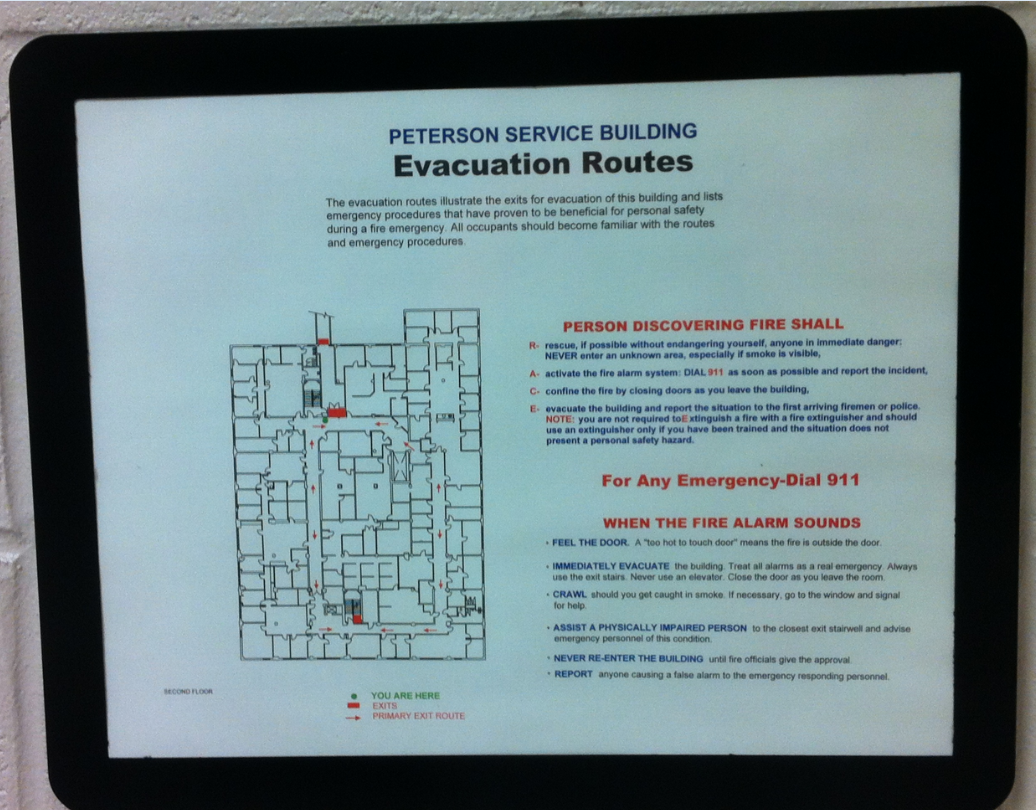 PETERSON SERVICE BUILDING
Evacuation Routes
The evacuation routes illustrate the exits for evacuation of this building and lists
emergency procedures that have proven to be beneficial for personal safety
during a fire emergency. All occupants should become familiar with the routes
and emergency procedures.
PERSON DISCOVERING FIRE SHALL
R- rescue, if possible without endangering yourself, anyone in immediate danger:
NEVER enter an unknown area, especially if smoke is visible,
A- activate the fire alarm system: DIAL 911 as soon as possible and report the incident,
C- confine the fire by closing doors as you leave the building,
E- evacuate the building and report the situation to the first arriving firemen or police.
NOTE: you are not required toE xtinguish a fire with a fire extinguisher and should
use an extinguisher only if you have been trained and the situation does not
present a personal safety hazard.
For Any Emergency-Dial 911
WHEN THE FIRE ALARM SOUNDS
· FEEL THE DOOR. A "too hot to touch door" means the fire is outside the door.
· IMMEDIATELY EVACUATE the building. Treat all alarms as a real emergency. Always
use the exit stairs. Never use an elevator. Close the door as you leave the room.
· CRAWL should you get caught in smoke. If necessary, go to the window and signal
for help.
· ASSIST A PHYSICALLY IMPAIRED PERSON to the closest exit stairwell and advise
emergency personnel of this condition.
· NEVER RE-ENTER THE BUILDING until fire officials give the approval.
· REPORT anyone causing a false alarm to the emergency responding personnel.
SECOND FLOOR
YOU ARE HERE
EXITS
PRIMARY EXIT ROUTE